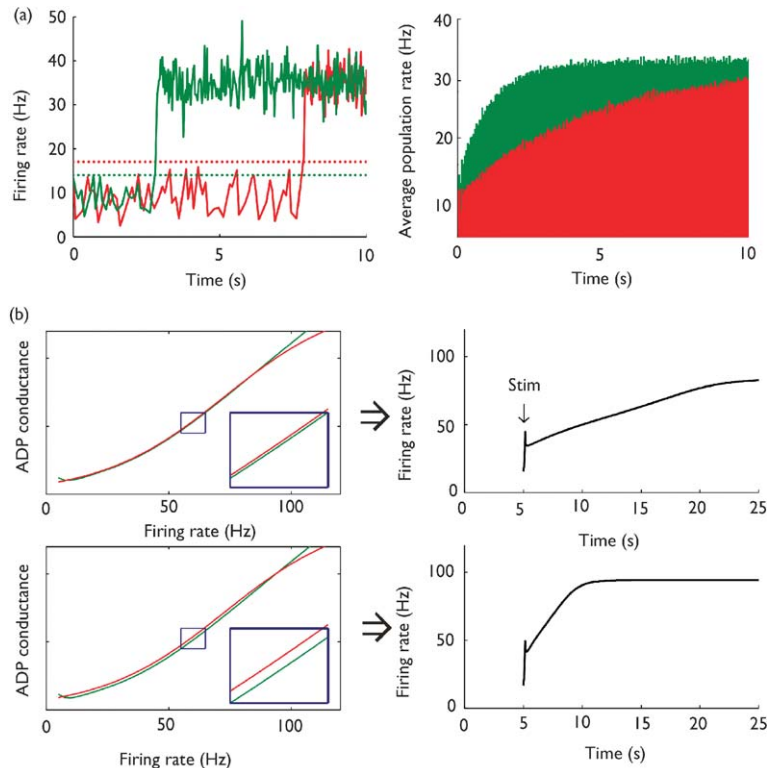 (a)
50
40
30
20
10
0
Firing rate (Hz)
0 5 10
Time (s)
40
30
20
10
Average population rate (Hz)
0 5 10
Time (s)
(b)
ADP conductance
50 100
Firing rate (Hz)
100
50
0
Firing rate (Hz)
Stim
0 5 10 15 20 25
Time (s)
ADP conductance
50 100
Firing rate (Hz)
100
50
0
Firing rate (Hz)
0 5 10 15 20 25
Time (s)